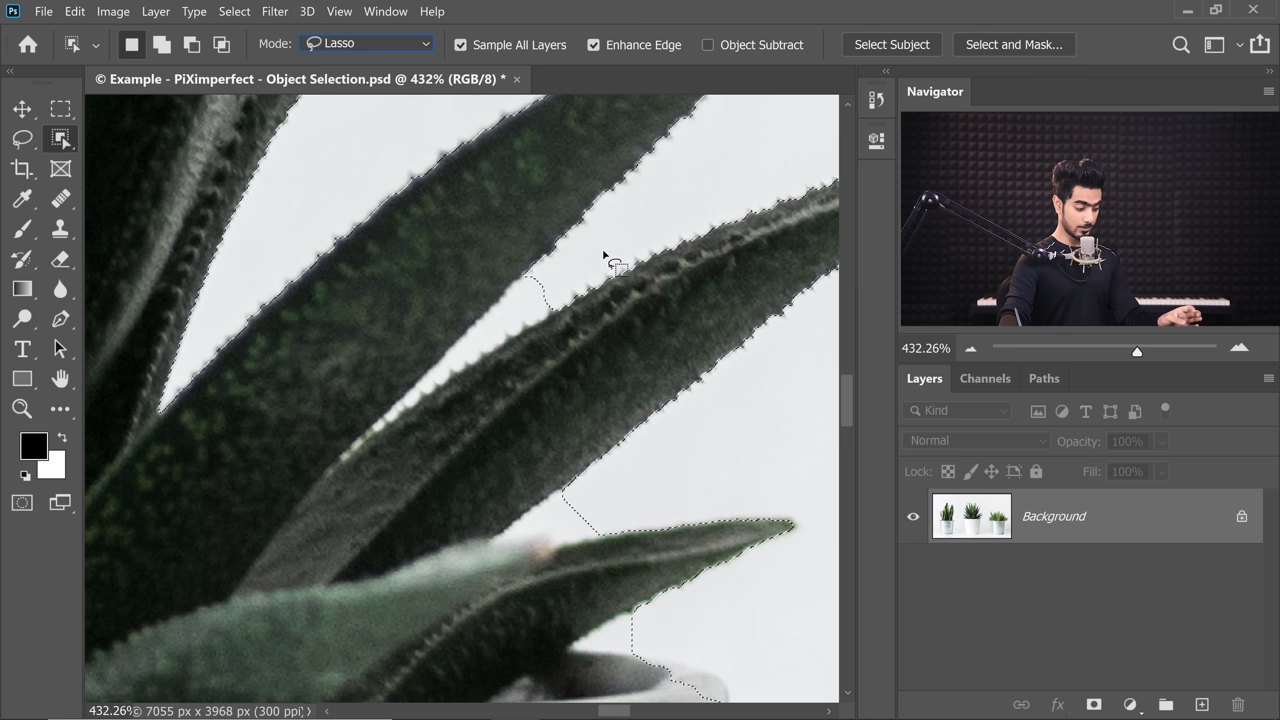 Ps File Edit Image Layer Type Select Filter 3D View Window Help
Mode: Lasso Sample All Layers Enhance Edge Object Subtract Select Subject Select and Mask...
© Example - PiXimperfect - Object Selection.psd @ 432% (RGB/8) * ×
Navigator
432.26%
Layers Channels Paths
Kind
Normal Opacity: 100%
Lock: Fill: 100%
Background
fx
432.26% © 7055 px x 3968 px (300 ppi)